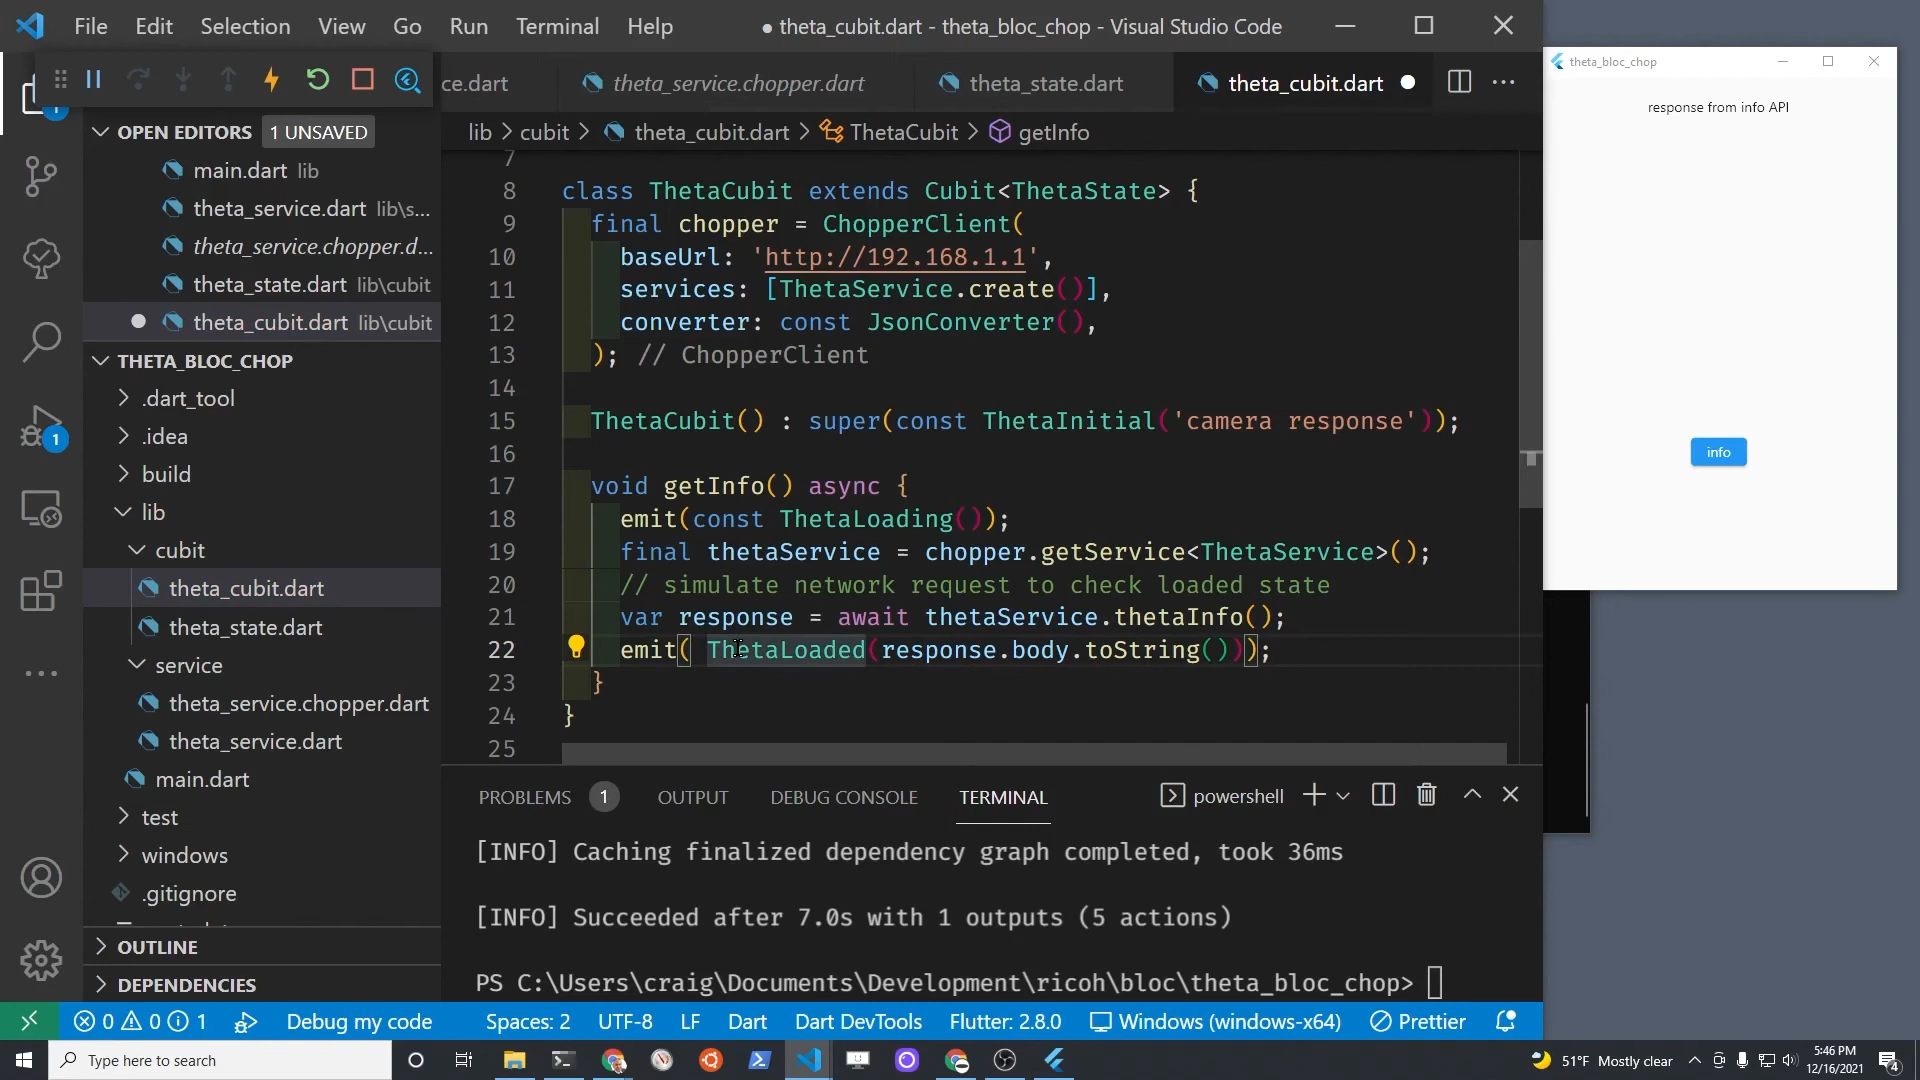 File Edit Selection View Go Run Terminal Help
● theta_cubit.dart - theta_bloc_chop - Visual Studio Code
theta_bloc_chop
ce.dart theta_service.chopper.dart theta_state.dart theta_cubit.dart
response from info API
OPEN EDITORS 1 UNSAVED
main.dart lib
theta_service.dart lib\s...
theta_service.chopper.d...
theta_state.dart lib\cubit
theta_cubit.dart lib\cubit
THETA_BLOC_CHOP
.dart_tool
.idea
build
lib
cubit
theta_cubit.dart
theta_state.dart
service
theta_service.chopper.dart
theta_service.dart
main.dart
test
windows
.gitignore
OUTLINE
DEPENDENCIES
1
1
lib > cubit > theta_cubit.dart > ThetaCubit > getInfo
7
8 class ThetaCubit extends Cubit<ThetaState> {
9 final chopper = ChopperClient(
10 baseUrl: 'http://192.168.1.1',
11 services: [ThetaService.create()],
12 converter: const JsonConverter(),
13 ); // ChopperClient
14
15 ThetaCubit() : super(const ThetaInitial('camera response'));
16
17 void getInfo() async {
18 emit(const ThetaLoading());
19 final thetaService = chopper.getService<ThetaService>();
20 // simulate network request to check loaded state
21 var response = await thetaService.thetaInfo();
22 emit( ThetaLoaded(response.body.toString()));
23 }
24 }
25
info
PROBLEMS 1 OUTPUT DEBUG CONSOLE TERMINAL powershell
[INFO] Caching finalized dependency graph completed, took 36ms
[INFO] Succeeded after 7.0s with 1 outputs (5 actions)
PS C:\Users\craig\Documents\Development\ricoh\bloc\theta_bloc_chop>
0 0 1 Debug my code Spaces: 2 UTF-8 LF Dart Dart DevTools Flutter: 2.8.0 Windows (windows-x64) Prettier
Type here to search
51°F Mostly clear
5:46 PM
12/16/2021
4